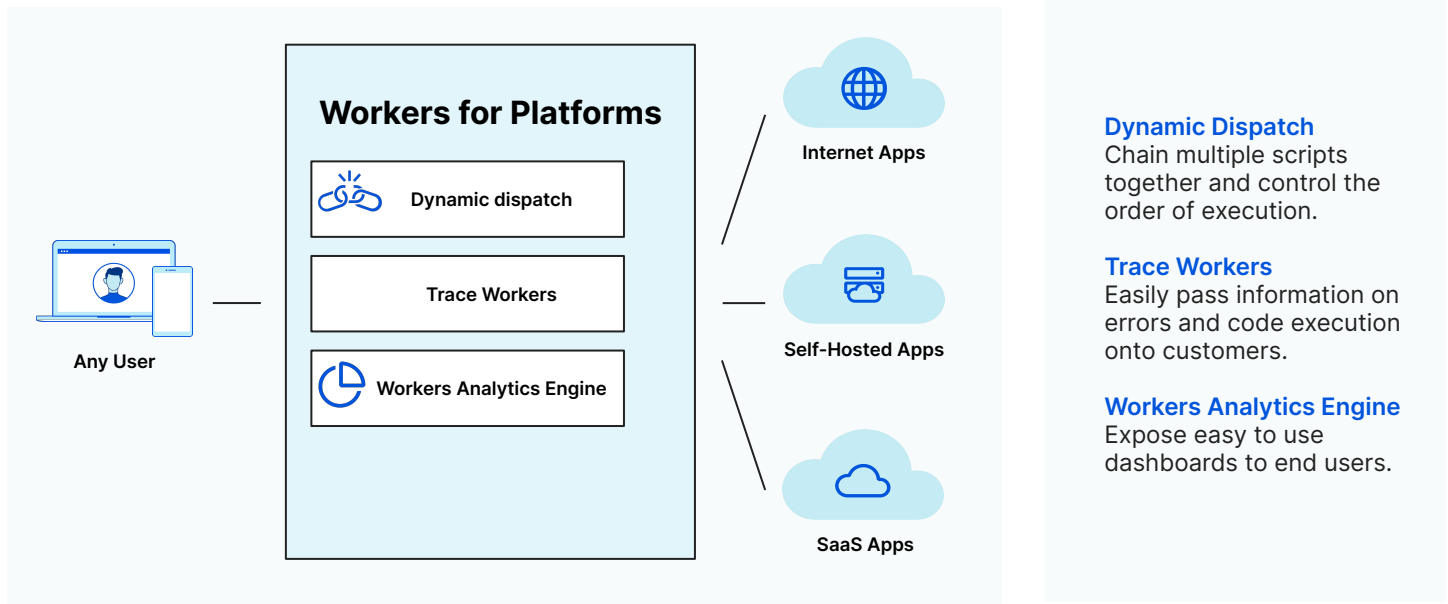 Workers for Platforms
Dynamic dispatch
Trace Workers
Workers Analytics Engine
Any User
Internet Apps
Self-Hosted Apps
SaaS Apps
Dynamic Dispatch
Chain multiple scripts
together and control the
order of execution.
Trace Workers
Easily pass information on
errors and code execution
onto customers.
Workers Analytics Engine
Expose easy to use
dashboards to end users.